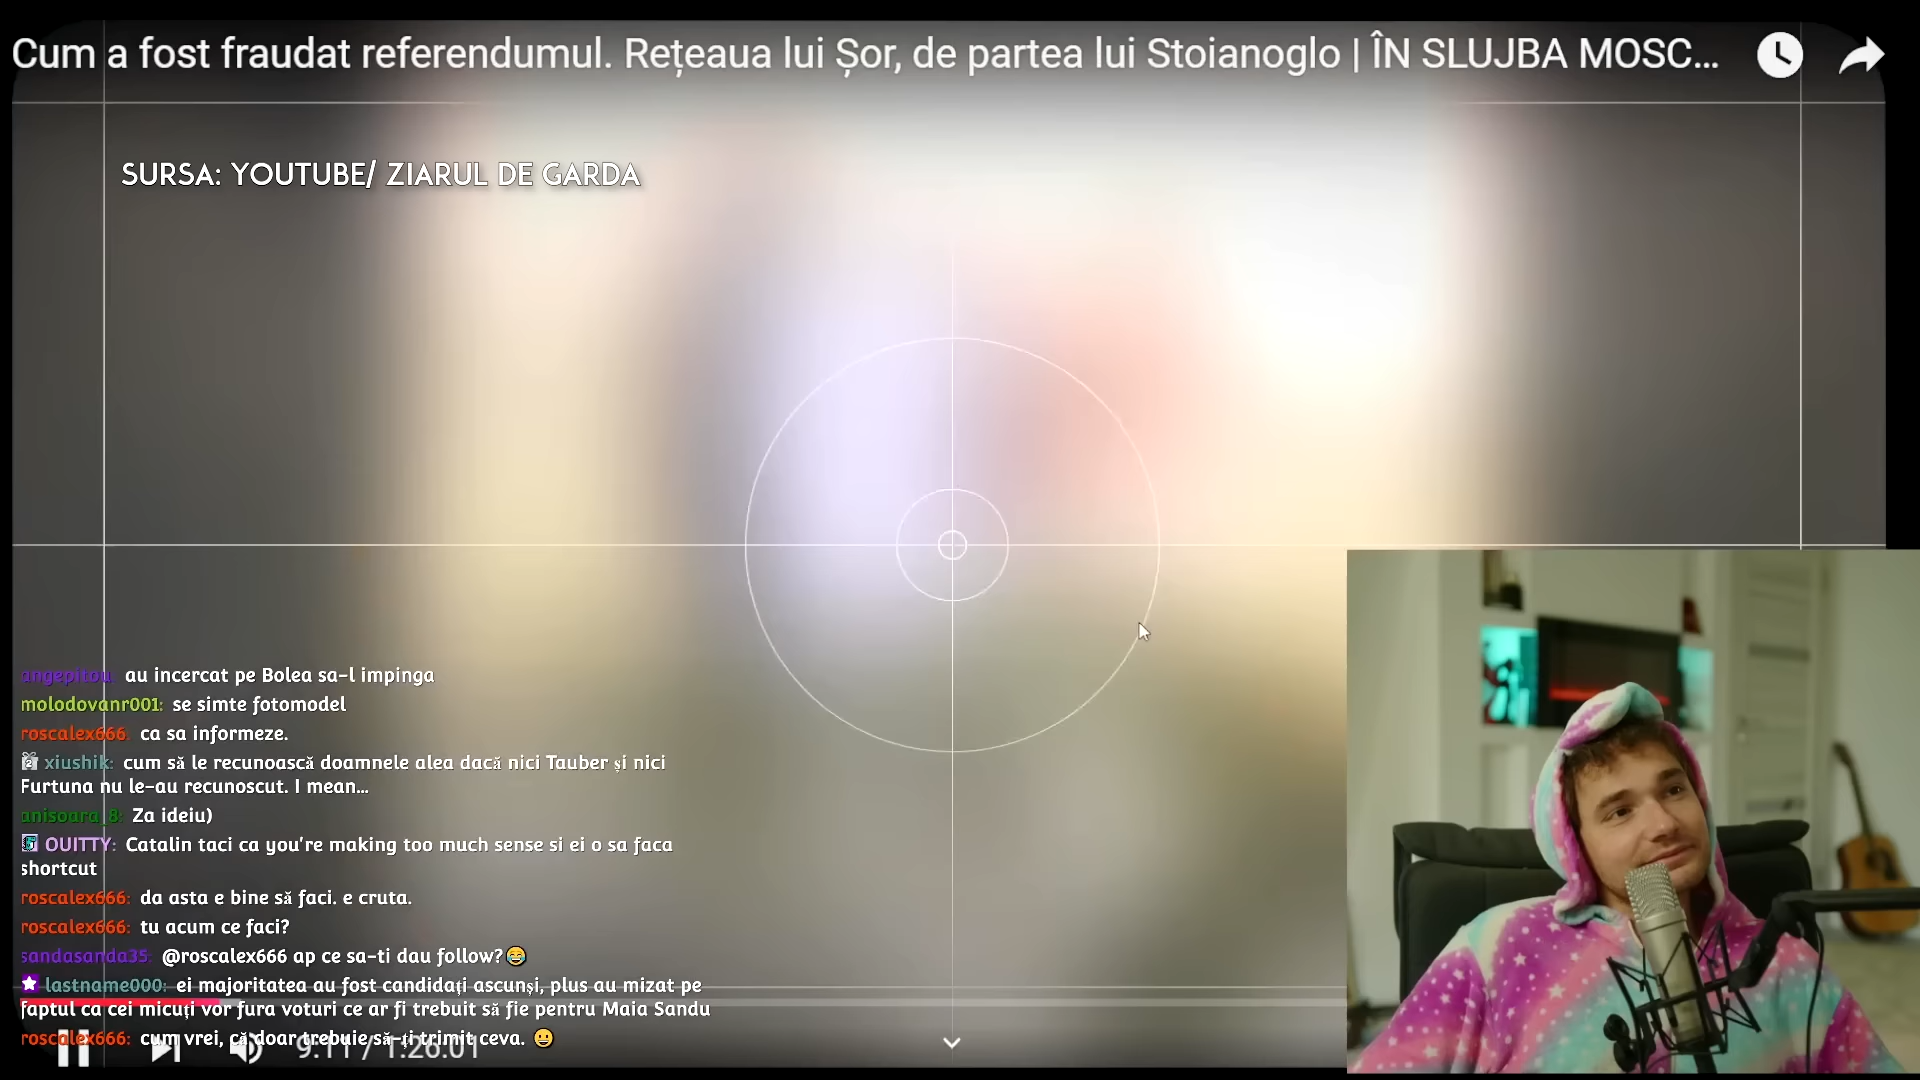 Cum a fost fraudat referendumul. Rețeaua lui Șor, de partea lui Stoianoglo | ÎN SLUJBA MOSC...
SURSA: YOUTUBE/ ZIARUL DE GARDA
angepitou: au incercat pe Bolea sa-l impinga
molodovanr001: se simte fotomodel
roscalex666: ca sa informeze.
xiushik: cum să le recunoască doamnele alea dacă nici Tauber și nici
Furtuna nu le-au recunoscut. I mean...
anisoara_8: Za ideiu)
OUITTY: Catalin taci ca you're making too much sense si ei o sa faca
shortcut
roscalex666: da asta e bine să faci. e cruta.
roscalex666: tu acum ce faci?
sandasanda35: @roscalex666 ap ce sa-ti dau follow?😂
lastname000: ei majoritatea au fost candidați ascunși, plus au mizat pe
faptul ca cei micuți vor fura voturi ce ar fi trebuit să fie pentru Maia Sandu
roscalex666: cum vrei, că doar trebuie să-ți trimit ceva. 😀
9:11 / 1:26:01